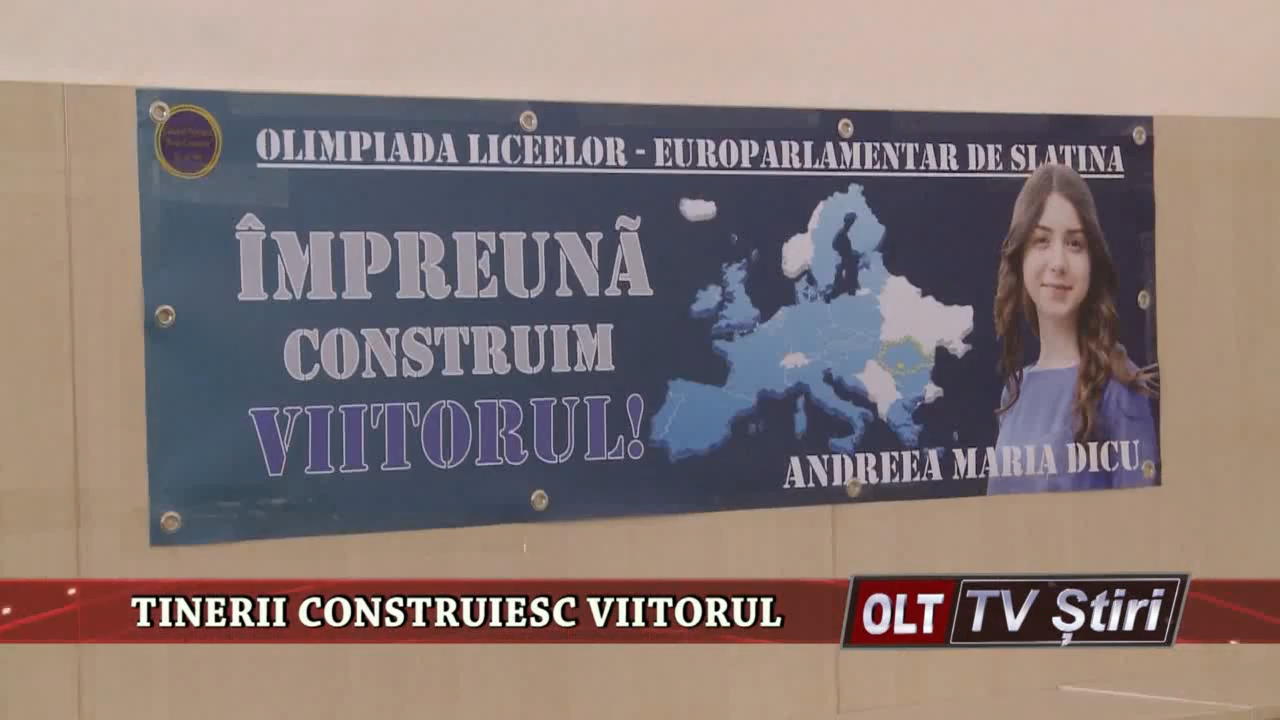 OLIMPIADA LICEELOR - EUROPARLAMENTAR DE SLATINA
ÎMPREUNĂ
CONSTRUIM
VIITORUL!
ANDREEA MARIA DICU
TINERII CONSTRUIESC VIITORUL
OLT TV Știri